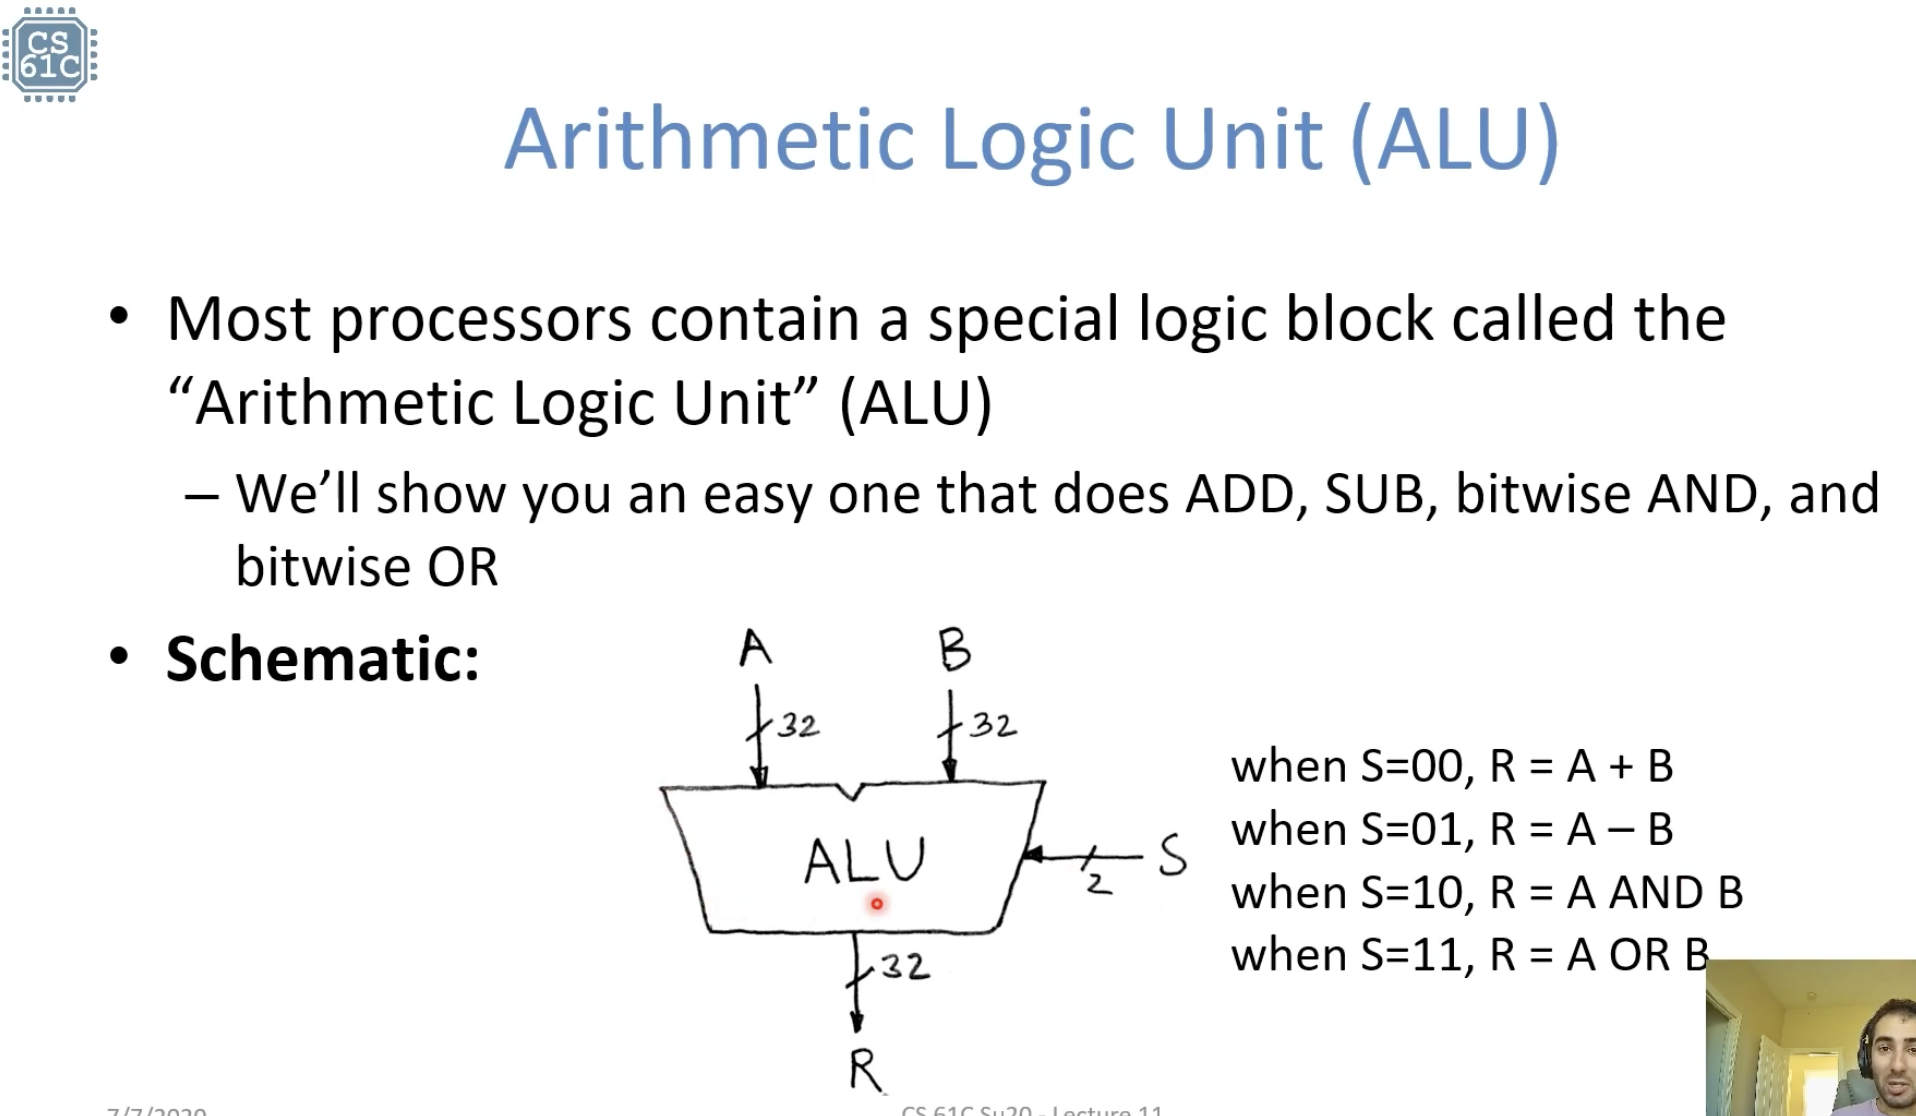 CS
61C
Arithmetic Logic Unit (ALU)
• Most processors contain a special logic block called the
“Arithmetic Logic Unit” (ALU)
– We’ll show you an easy one that does ADD, SUB, bitwise AND, and
bitwise OR
• Schematic:
A B
32 32
ALU
S
2
32
R
when S=00, R = A + B
when S=01, R = A – B
when S=10, R = A AND B
when S=11, R = A OR B
7/7/2020
CS 61C Su20 - Lecture 11